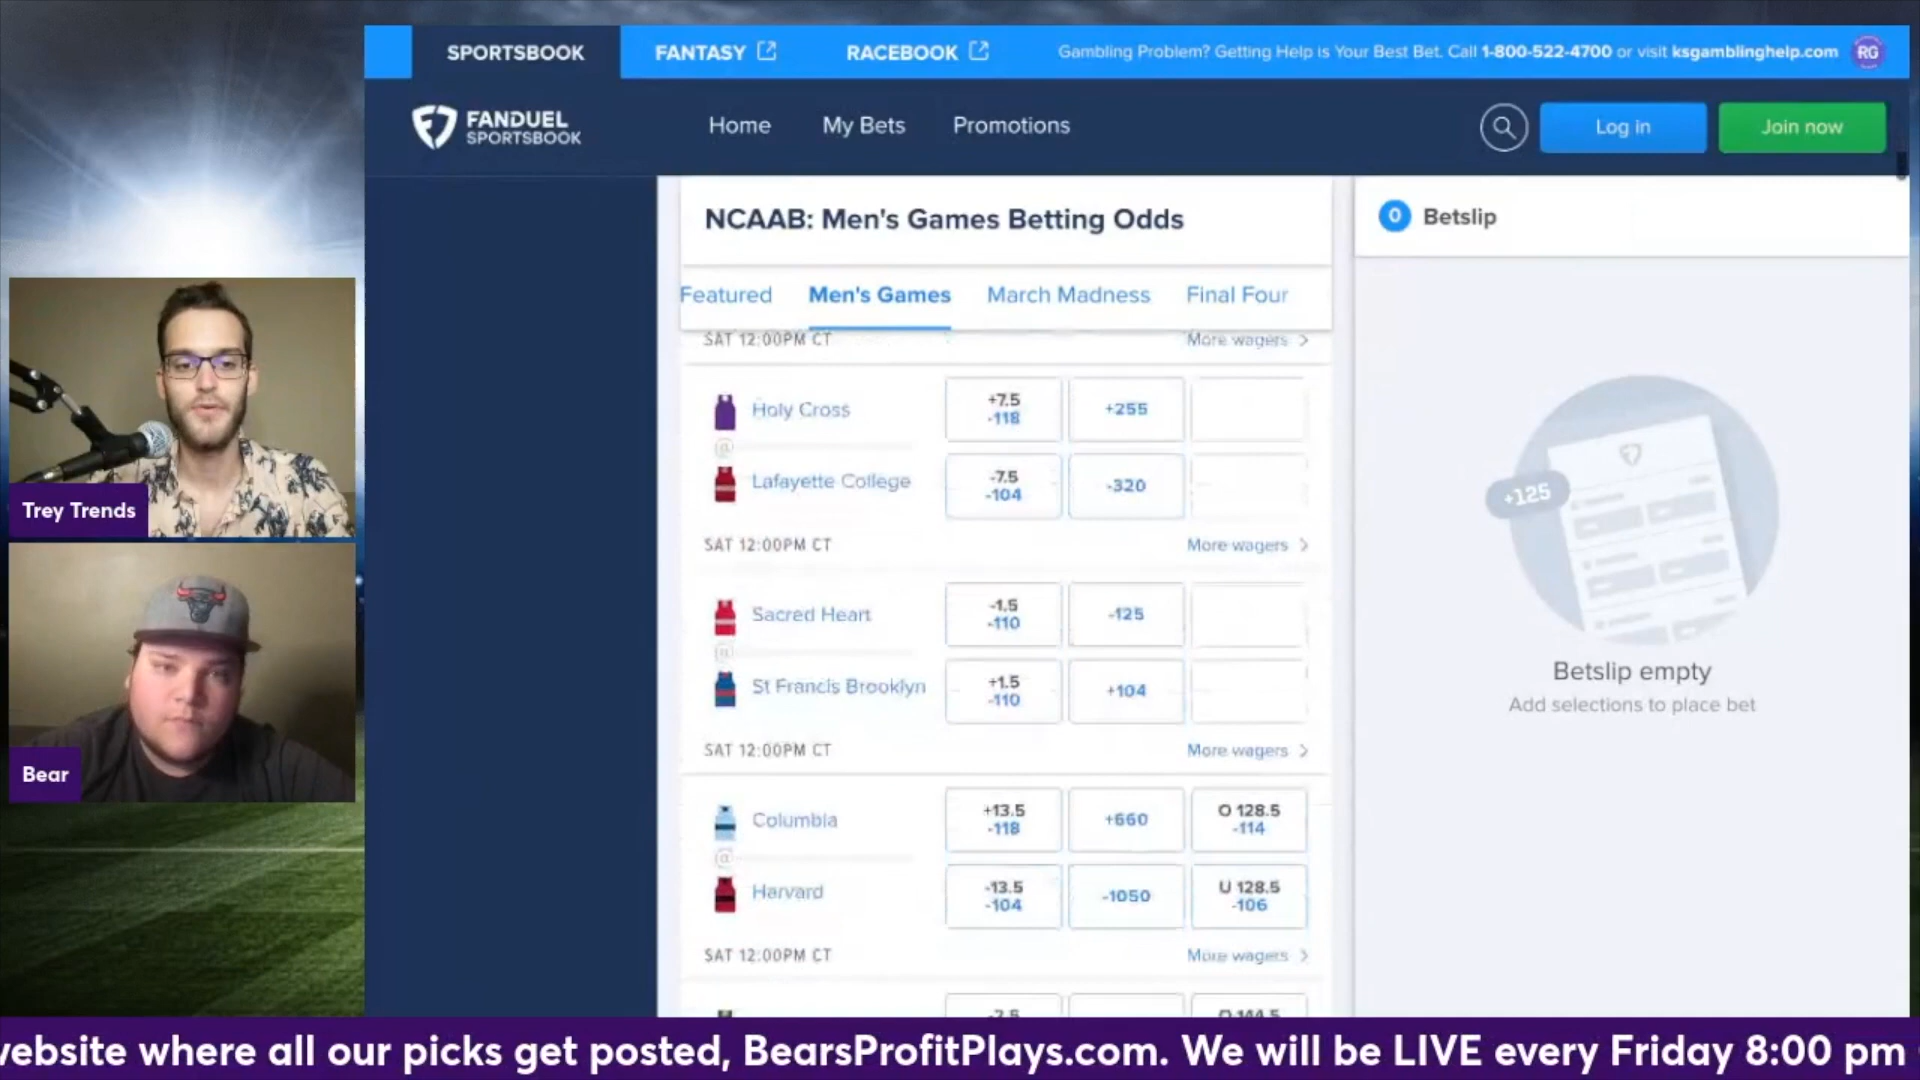 SPORTSBOOK
FANTASY
RACEBOOK
Gambling Problem? Getting Help is Your Best Bet. Call 1-800-522-4700 or visit ksgamblinghelp.com
RG
FANDUEL
SPORTSBOOK
Home
My Bets
Promotions
Log in
Join now
NCAAB: Men's Games Betting Odds
0 Betslip
Featured
Men's Games
March Madness
Final Four
SAT 12:00PM CT
More wagers >
Holy Cross
+7.5
-118
+255
@
Lafayette College
-7.5
-104
-320
SAT 12:00PM CT
More wagers >
Sacred Heart
-1.5
-110
-125
@
St Francis Brooklyn
+1.5
-110
+104
SAT 12:00PM CT
More wagers >
Columbia
+13.5
-118
+660
O 128.5
-114
@
Harvard
-13.5
-104
-1050
U 128.5
-106
SAT 12:00PM CT
More wagers >
+125
Betslip empty
Add selections to place bet
Trey Trends
Bear
website where all our picks get posted, BearsProfitPlays.com. We will be LIVE every Friday 8:00 pm